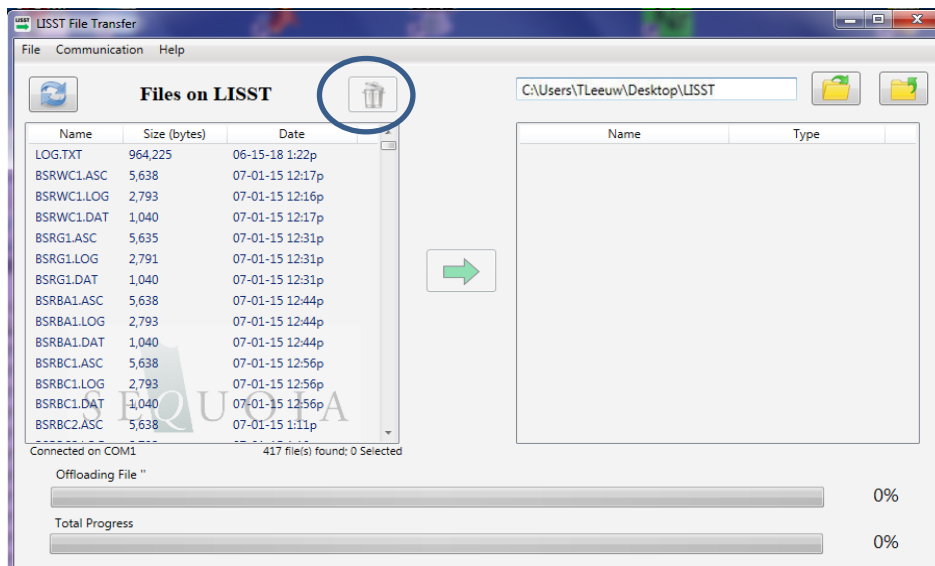 LISST File Transfer
File Communication Help
Files on LISST
C:\Users\TLeeuw\Desktop\LISST
Name Size (bytes) Date
LOG.TXT 964,225 06-15-18 1:22p
BSRWC1.ASC 5,638 07-01-15 12:17p
BSRWC1.LOG 2,793 07-01-15 12:16p
BSRWC1.DAT 1,040 07-01-15 12:17p
BSRG1.ASC 5,635 07-01-15 12:31p
BSRG1.LOG 2,791 07-01-15 12:31p
BSRG1.DAT 1,040 07-01-15 12:31p
BSRBA1.ASC 5,638 07-01-15 12:44p
BSRBA1.LOG 2,793 07-01-15 12:44p
BSRBA1.DAT 1,040 07-01-15 12:44p
BSRBC1.ASC 5,638 07-01-15 12:56p
BSRBC1.LOG 2,793 07-01-15 12:56p
BSRBC1.DAT 1,040 07-01-15 12:56p
BSRBC2.ASC 5,638 07-01-15 1:11p
SEQUOIA
Name Type
Connected on COM1 417 file(s) found; 0 Selected
Offloading File ''
0%
Total Progress
0%